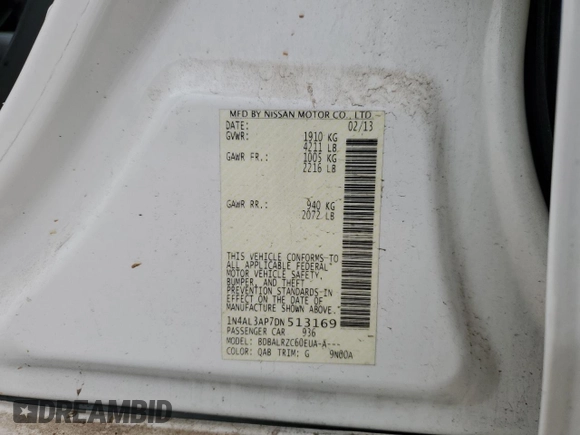 MFD BY NISSAN MOTOR CO., LTD.
DATE: 02/13
GVWR: 1910 KG
4211 LB
GAWR FR.: 1005 KG
2216 LB
GAWR RR.: 940 KG
2072 LB
THIS VEHICLE CONFORMS TO
ALL APPLICABLE FEDERAL
MOTOR VEHICLE SAFETY,
BUMPER, AND THEFT
PREVENTION STANDARDS IN
EFFECT ON THE DATE OF
MANUFACTURE SHOWN
ABOVE.
1N4AL3AP7DN 513169
PASSENGER CAR 936
MODEL: BDBALRZC60EUA-A---
COLOR: QAB TRIM: G 9N00A
DREAMBID